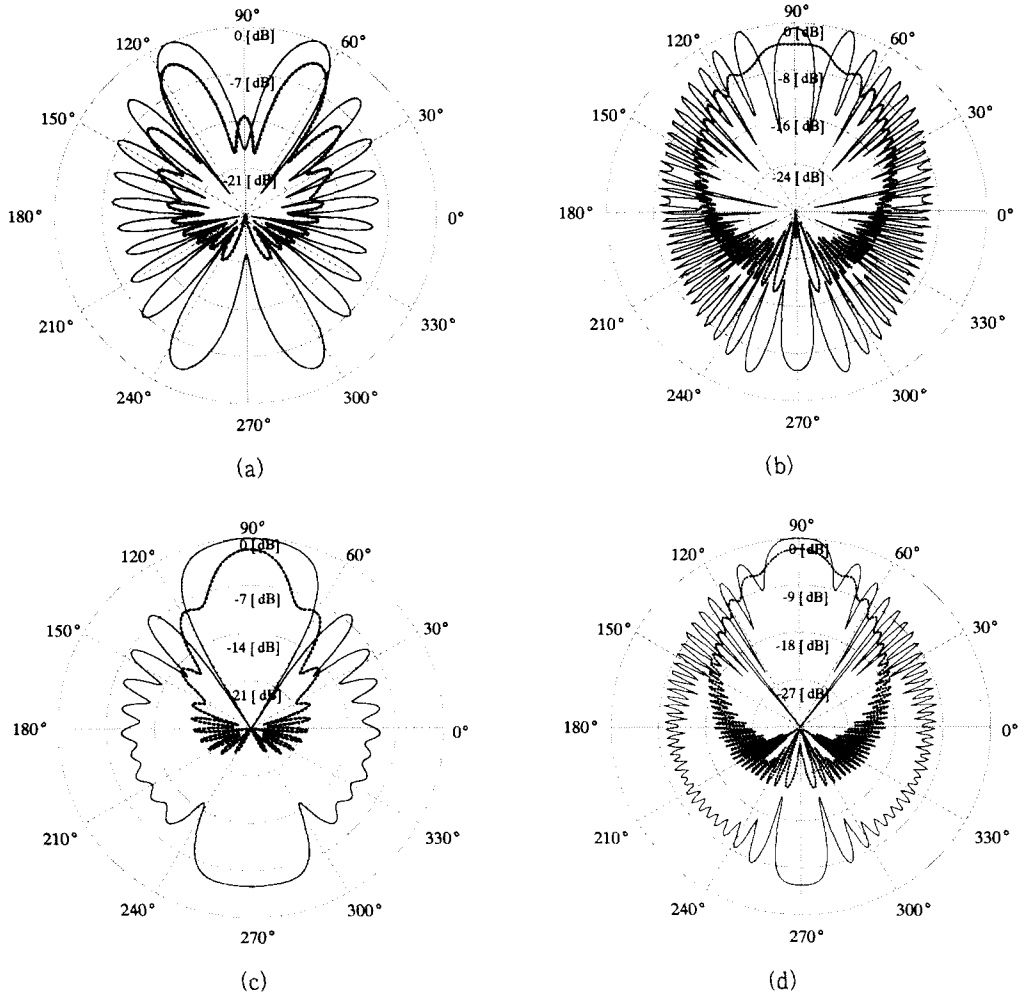 90°
0 [ dB]
120° 60°
-7 [ dB]
150° 30°
-21 [ dB]
180° 0°
210° 330°
240° 300°
270°
(a)
90°
0 [ dB]
120° 60°
-8 [ dB]
150° 30°
-16 [ dB]
-24 [ dB]
180° 0°
210° 330°
240° 300°
270°
(b)
90°
0 [ dB]
120° 60°
-7 [ dB]
150° 30°
-14 [ dB]
-21 [ dB]
180° 0°
210° 330°
240° 300°
270°
(c)
90°
0 [ dB]
120° 60°
-9 [ dB]
150° 30°
-18 [ dB]
-27 [ dB]
180° 0°
210° 330°
240° 300°
270°
(d)